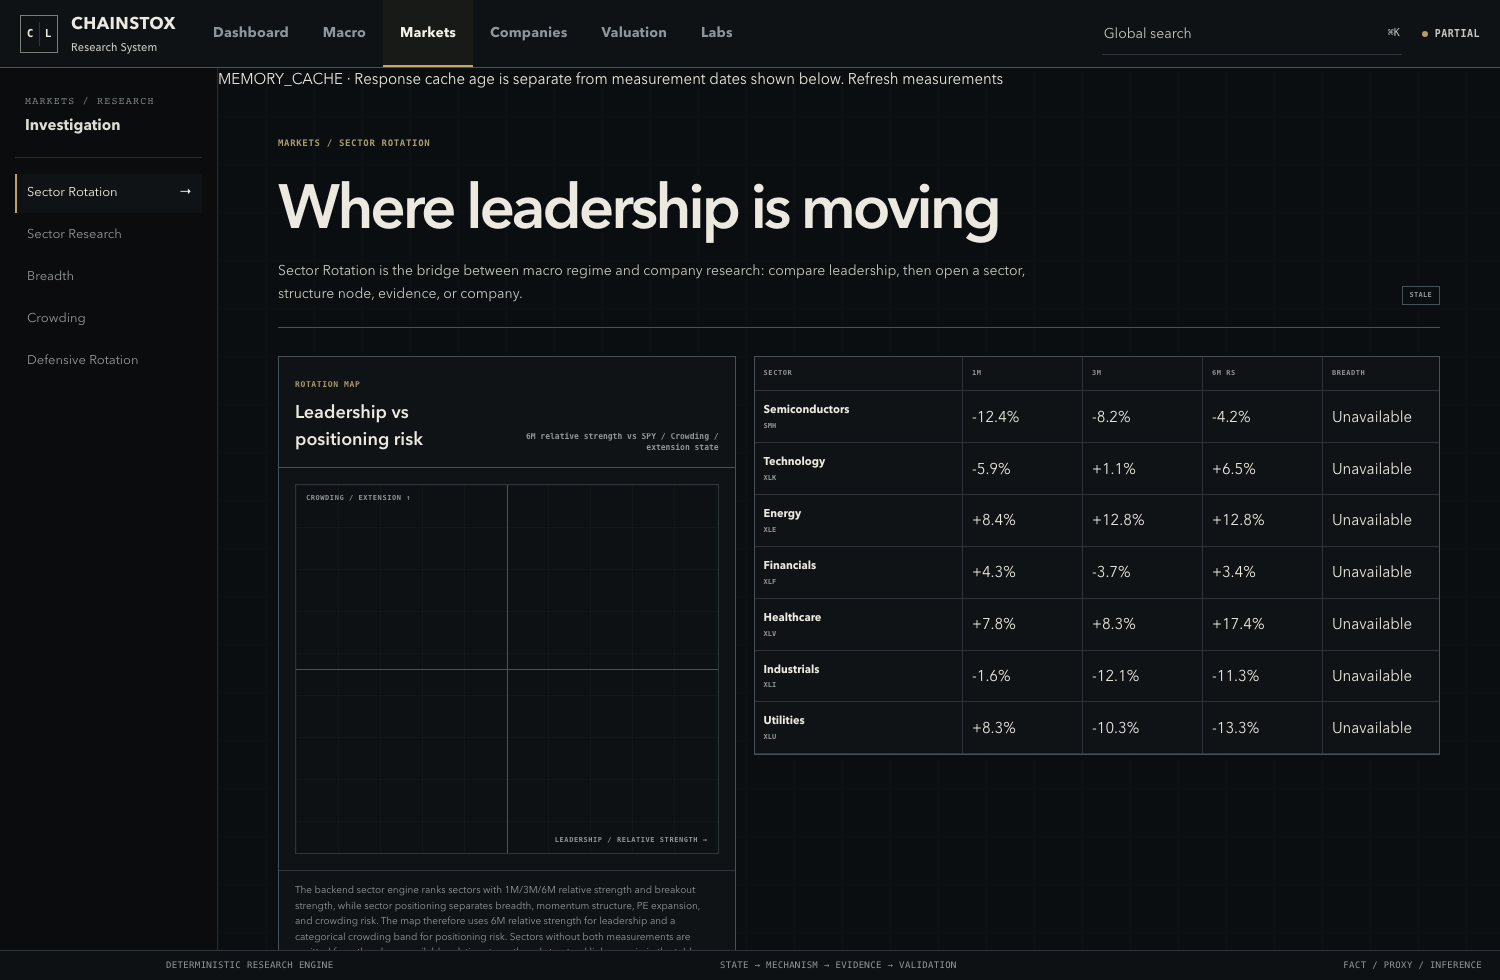 C L
CHAINSTOX
Research System
Dashboard Macro Markets Companies Valuation Labs
Global search ⌘K
PARTIAL
MEMORY_CACHE · Response cache age is separate from measurement dates shown below. Refresh measurements
MARKETS / RESEARCH
Investigation
Sector Rotation →
Sector Research
Breadth
Crowding
Defensive Rotation
MARKETS / SECTOR ROTATION
Where leadership is moving
Sector Rotation is the bridge between macro regime and company research: compare leadership, then open a sector,
structure node, evidence, or company.
STALE
ROTATION MAP
Leadership vs
positioning risk
6M relative strength vs SPY / Crowding /
extension state
CROWDING / EXTENSION ↑
LEADERSHIP / RELATIVE STRENGTH →
The backend sector engine ranks sectors with 1M/3M/6M relative strength and breakout
strength, while sector positioning separates breadth, momentum structure, PE expansion,
and crowding risk. The map therefore uses 6M relative strength for leadership and a
categorical crowding band for positioning risk. Sectors without both measurements are
SECTOR 1M 3M 6M RS BREADTH
Semiconductors
SMH
-12.4% -8.2% -4.2% Unavailable
Technology
XLK
-5.9% +1.1% +6.5% Unavailable
Energy
XLE
+8.4% +12.8% +12.8% Unavailable
Financials
XLF
+4.3% -3.7% +3.4% Unavailable
Healthcare
XLV
+7.8% +8.3% +17.4% Unavailable
Industrials
XLI
-1.6% -12.1% -11.3% Unavailable
Utilities
XLU
+8.3% -10.3% -13.3% Unavailable
DETERMINISTIC RESEARCH ENGINE
STATE → MECHANISM → EVIDENCE → VALIDATION
FACT / PROXY / INFERENCE